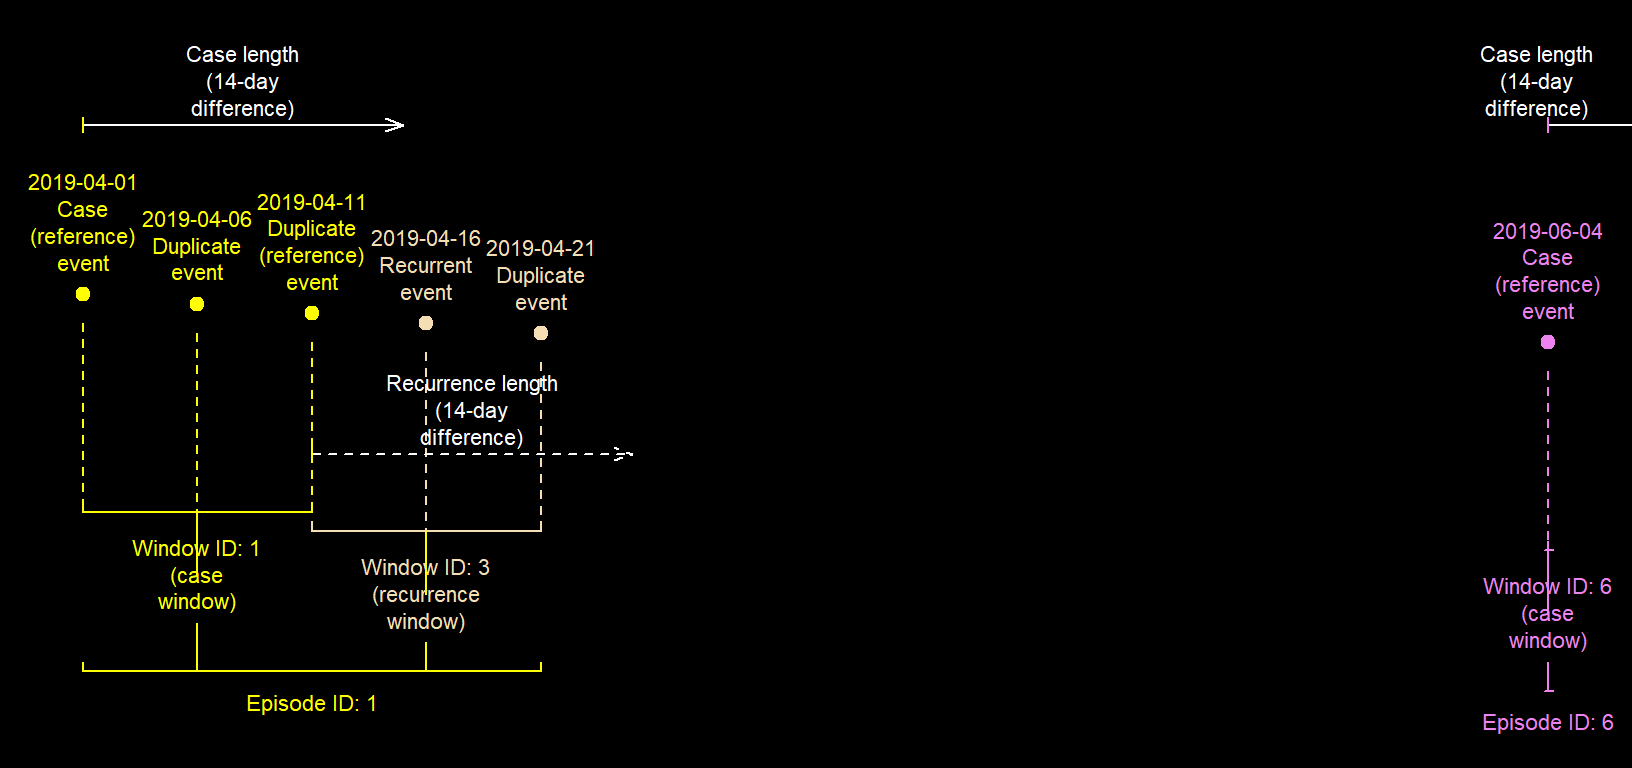 Case length
(14-day
difference)
Case length
(14-day
difference)
2019-04-01
Case
(reference)
event
2019-04-06
Duplicate
event
2019-04-11
Duplicate
(reference)
event
2019-04-16
Recurrent
event
2019-04-21
Duplicate
event
2019-06-04
Case
(reference)
event
Recurrence length
(14-day
difference)
Window ID: 1
(case
window)
Window ID: 3
(recurrence
window)
Window ID: 6
(case
window)
Episode ID: 1
Episode ID: 6